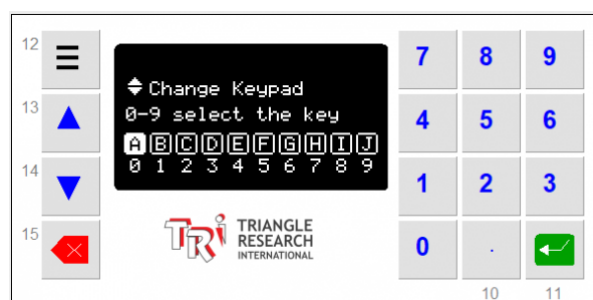 12
7 8 9
Change Keypad
0-9 select the key
13
4 5 6
A B C D E F G H I J
0 1 2 3 4 5 6 7 8 9
14
1 2 3
TRi TRIANGLE
RESEARCH
INTERNATIONAL
15
0 .
10 11